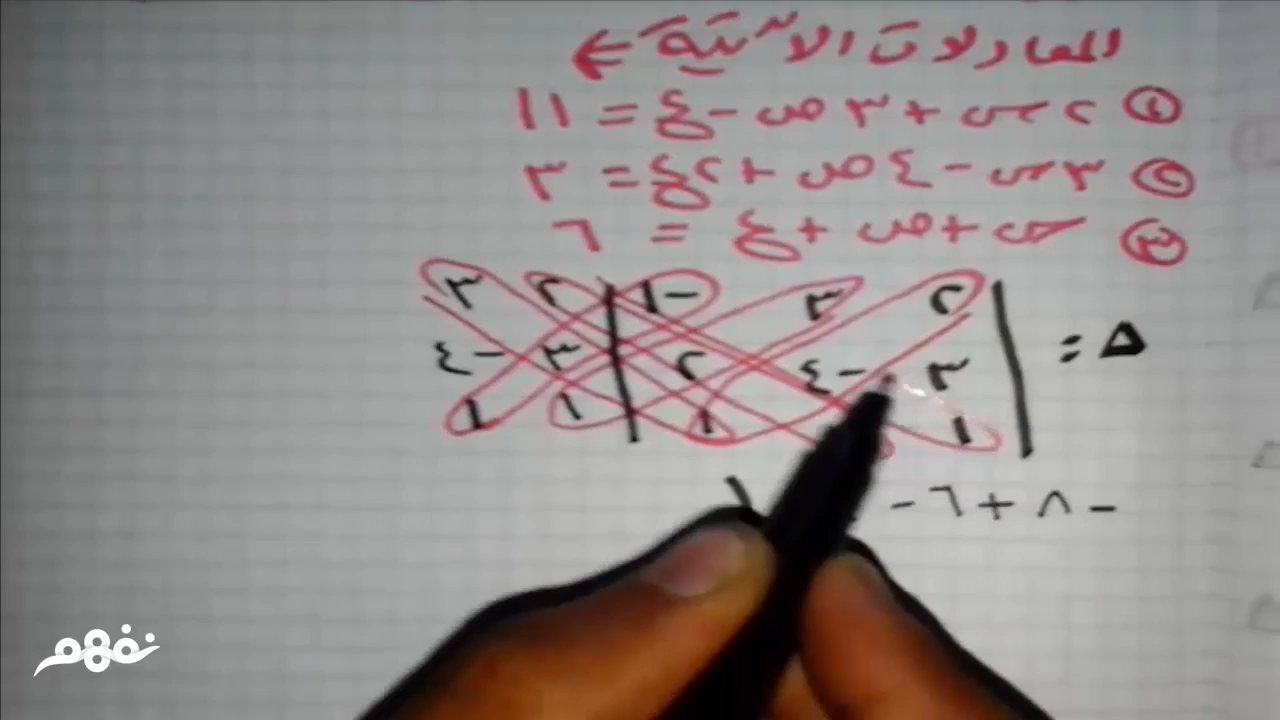 المعادلات الآتية ←
① ٢س + ٣ص - ع = ١١
② ٣س - ٤ص + ٢ع = ٣
③ س + ص + ع = ٦
Δ = | ٢ ٣ -١ | ٢ ٣
٣ -٤ ٢ | ٣ -٤
١ ١ ١ | ١ ١
-٨ + ٦ -
نفهم